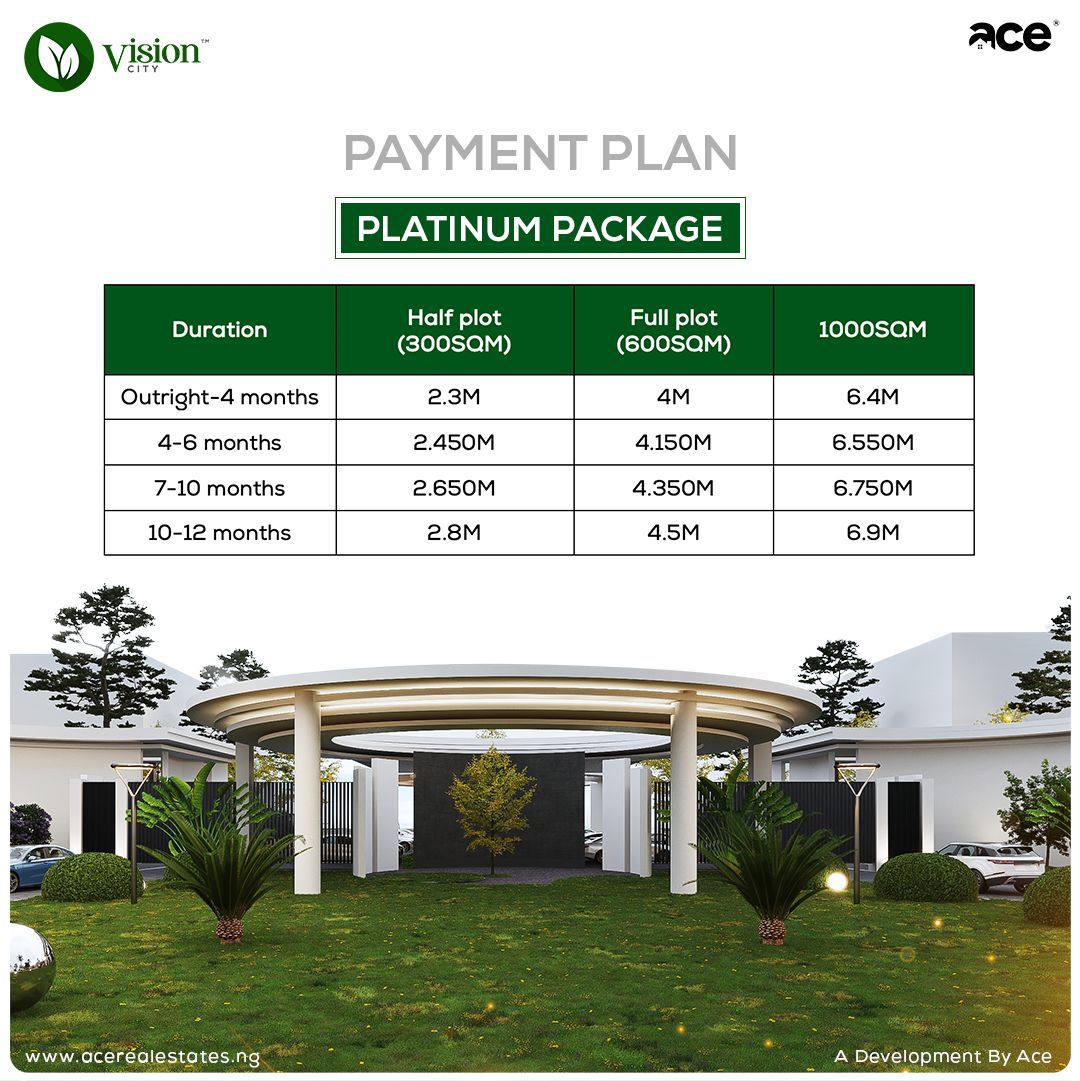 Vision™
CITY
ace®
PAYMENT PLAN
PLATINUM PACKAGE
Duration
Half plot
(300SQM)
Full plot
(600SQM)
1000SQM
Outright-4 months 2.3M 4M 6.4M
4-6 months 2.450M 4.150M 6.550M
7-10 months 2.650M 4.350M 6.750M
10-12 months 2.8M 4.5M 6.9M
www.acerealestates.ng
A Development By Ace